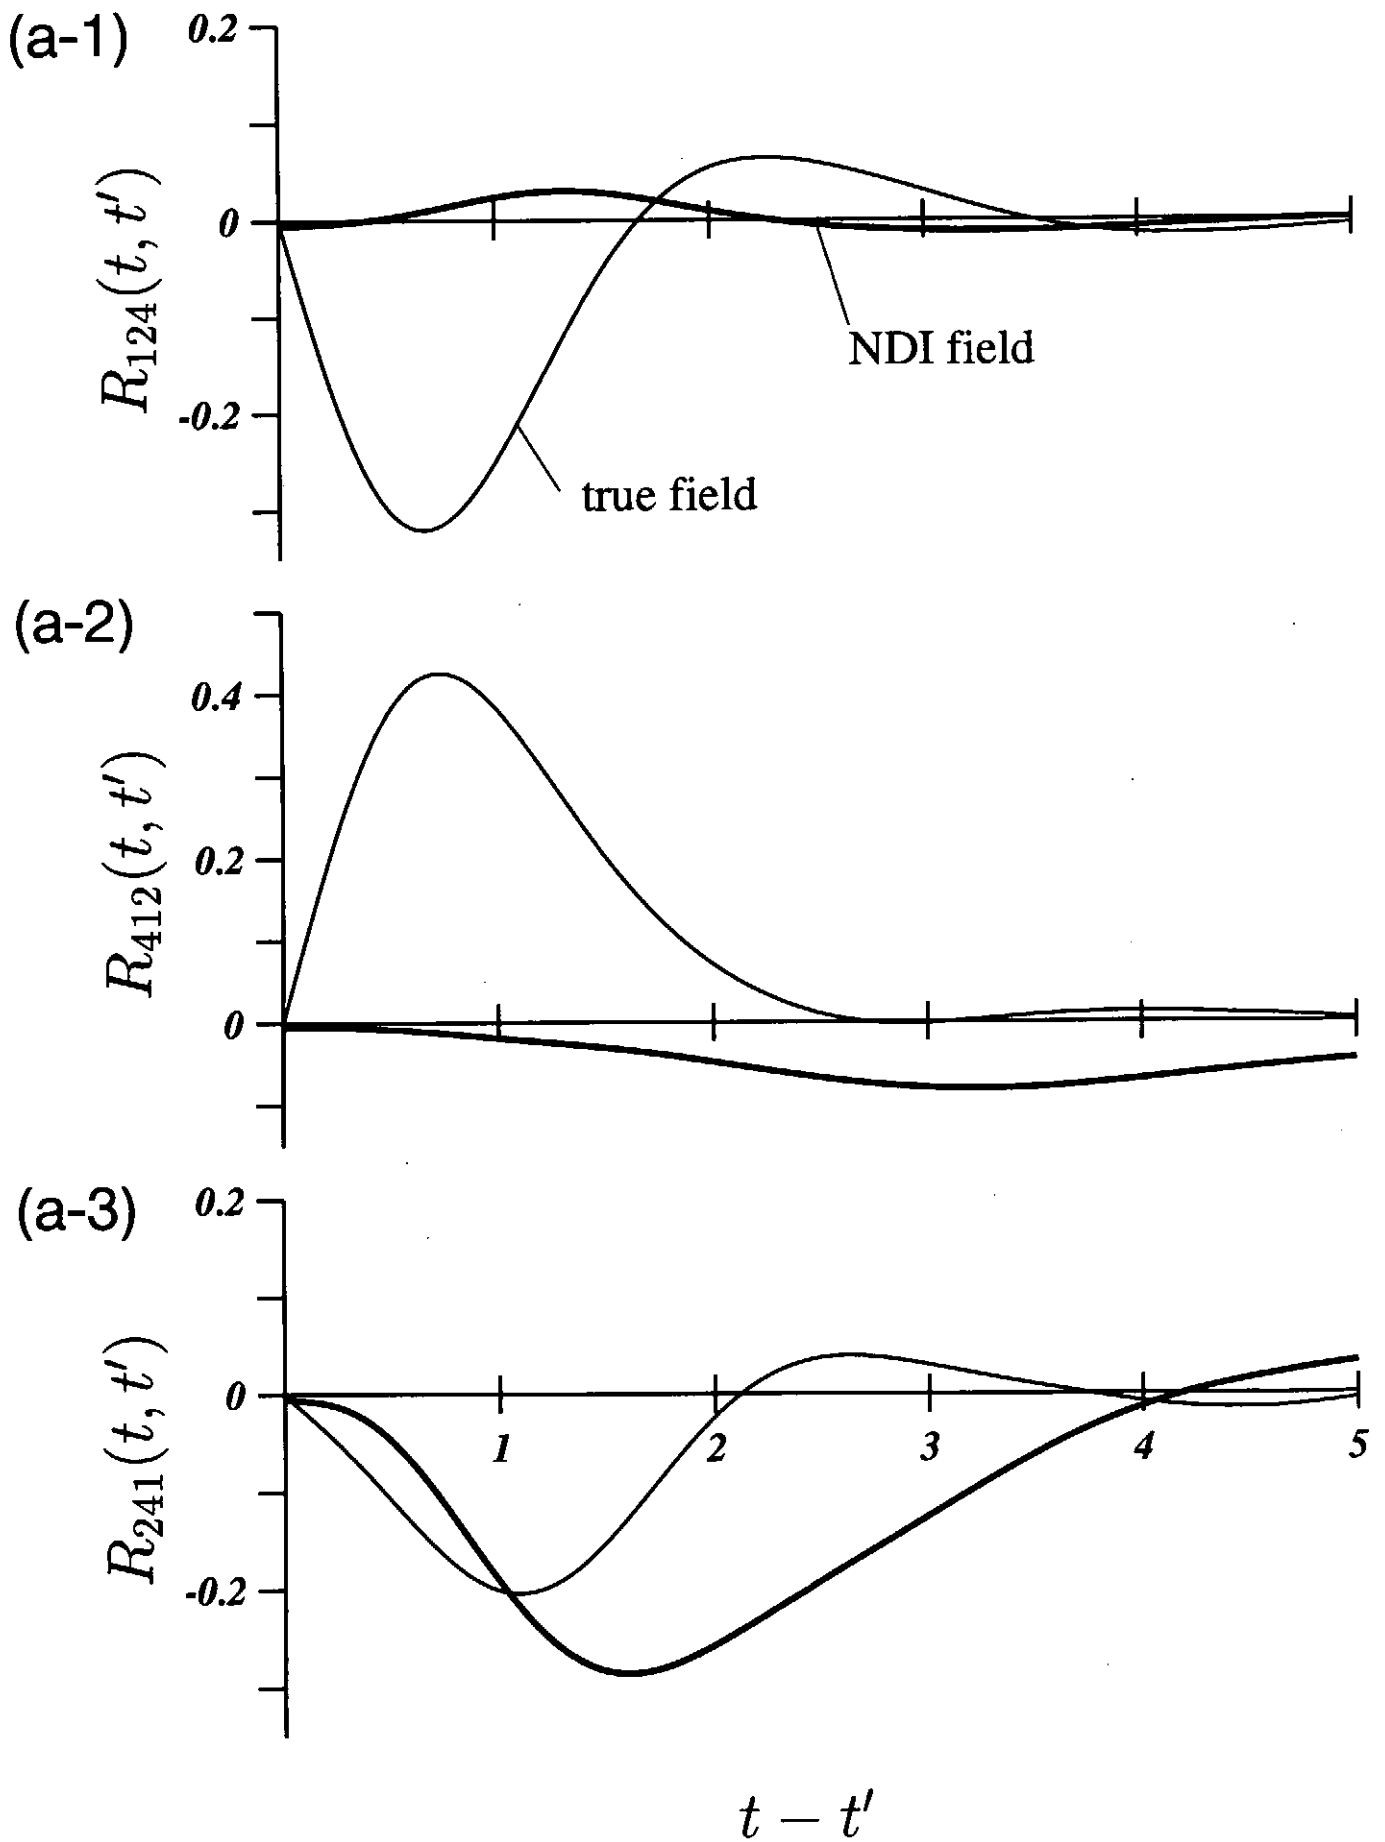 (a-1)
0.2
0
-0.2
R₁₂₄(t, t′)
NDI field
true field
(a-2)
0.4
0.2
0
R₄₁₂(t, t′)
(a-3)
0.2
0
-0.2
R₂₄₁(t, t′)
1 2 3 4 5
t − t′